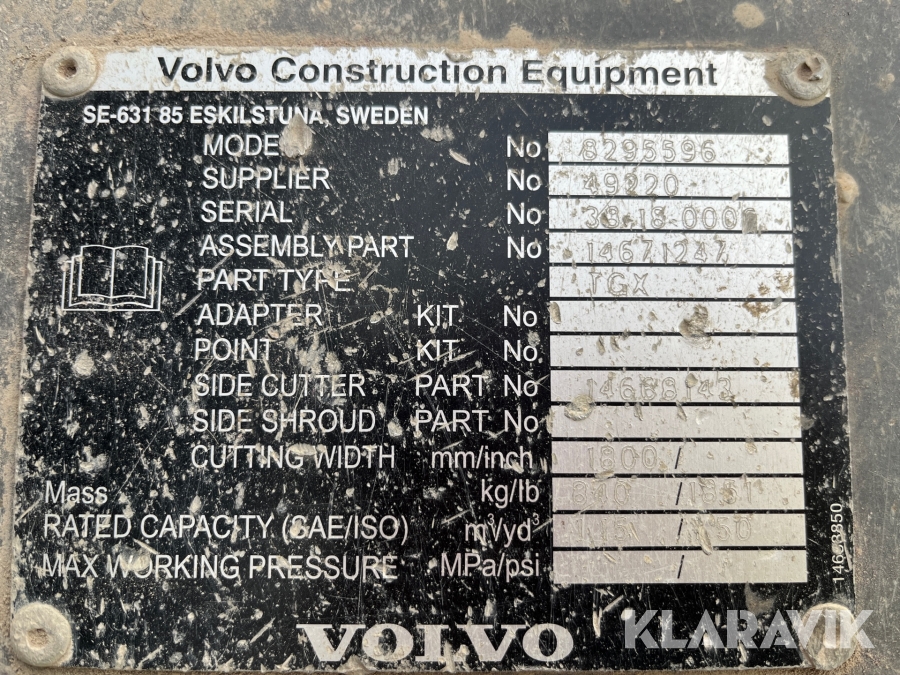 Volvo Construction Equipment
SE-631 85 ESKILSTUNA, SWEDEN
MODEL No 8295596
SUPPLIER No 49220
SERIAL No
ASSEMBLY PART No 14671247
PART TYPE TGX
ADAPTER KIT No
POINT KIT No
SIDE CUTTER PART No
SIDE SHROUD PART No
CUTTING WIDTH mm/inch 1800 /
Mass kg/lb 840 / 1851
RATED CAPACITY (SAE/ISO) m³/yd³ /
MAX WORKING PRESSURE MPa/psi /
VOLVO
KLARAVIK